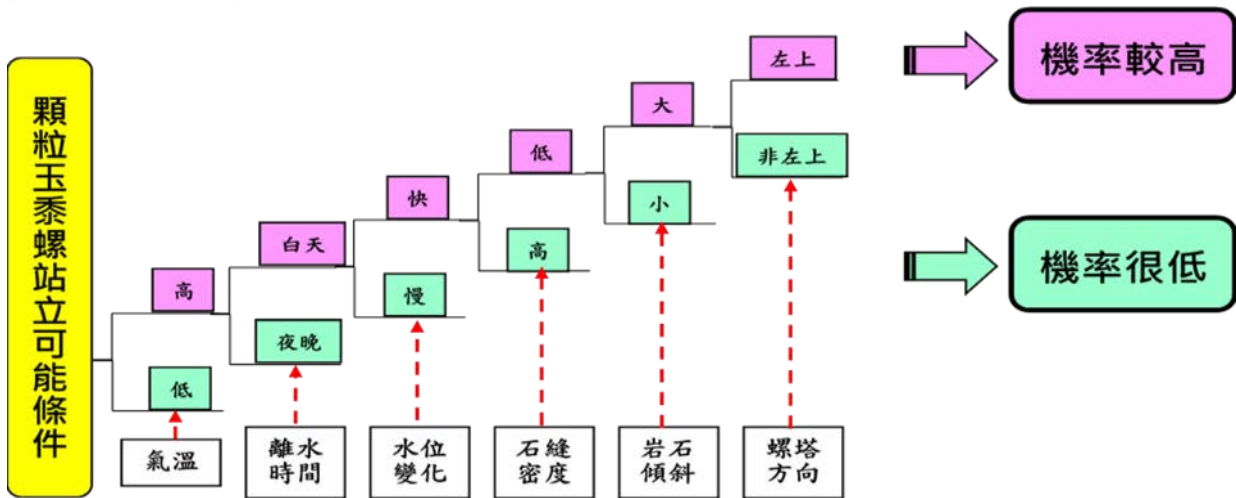 顆粒玉黍螺站立可能條件
左上
機率較高
大
非左上
低
快
小
白天
高
機率很低
高
慢
夜晚
低
氣溫
離水
時間
水位
變化
石縫
密度
岩石
傾斜
螺塔
方向